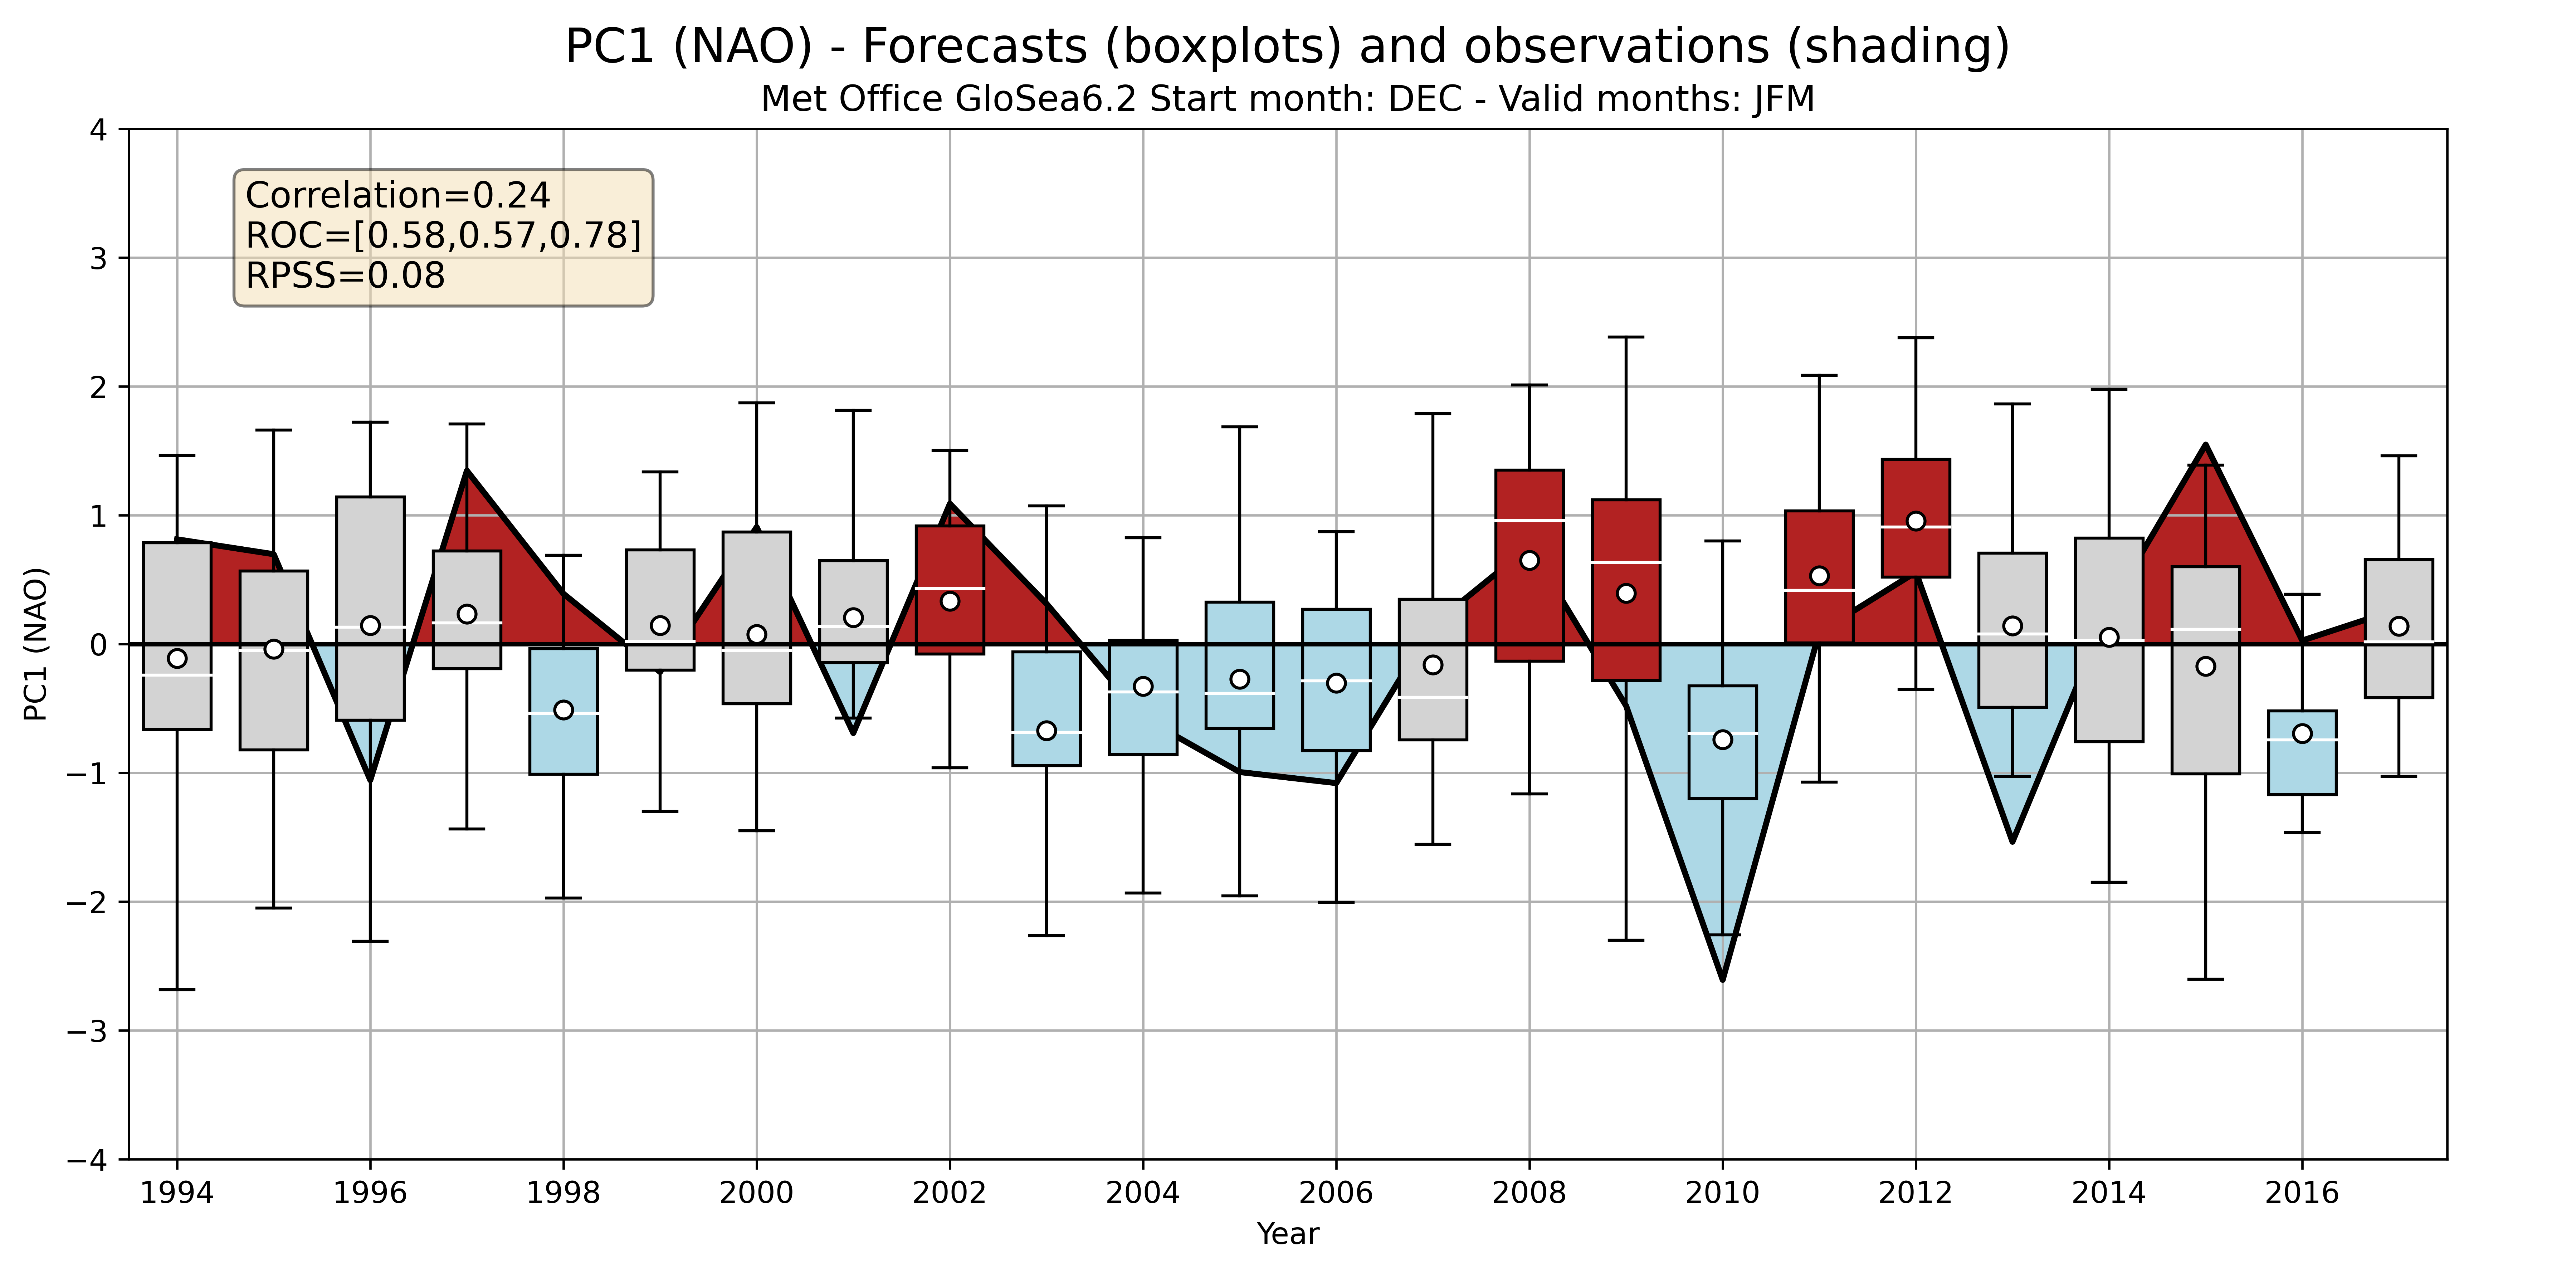 PC1 (NAO) - Forecasts (boxplots) and observations (shading)
Met Office GloSea6.2 Start month: DEC - Valid months: JFM
Correlation=0.24
ROC=[0.58,0.57,0.78]
RPSS=0.08
PC1 (NAO)
4
3
2
1
0
−1
−2
−3
−4
1994 1996 1998 2000 2002 2004 2006 2008 2010 2012 2014 2016
Year